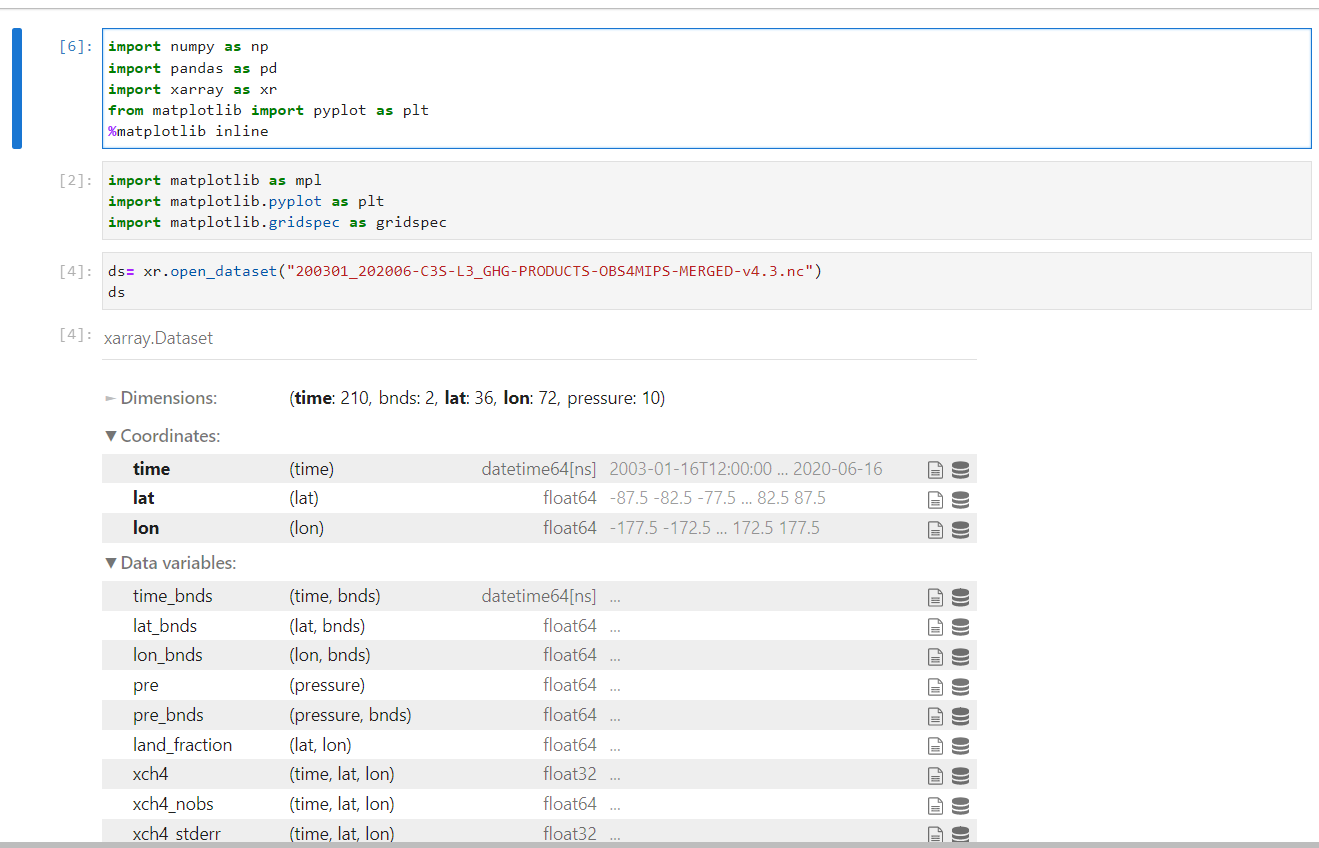 [6]: import numpy as np
import pandas as pd
import xarray as xr
from matplotlib import pyplot as plt
%matplotlib inline
[2]: import matplotlib as mpl
import matplotlib.pyplot as plt
import matplotlib.gridspec as gridspec
[4]: ds= xr.open_dataset("200301_202006-C3S-L3_GHG-PRODUCTS-OBS4MIPS-MERGED-v4.3.nc")
ds
[4]: xarray.Dataset
► Dimensions: (time: 210, bnds: 2, lat: 36, lon: 72, pressure: 10)
▼ Coordinates:
time (time) datetime64[ns] 2003-01-16T12:00:00 ... 2020-06-16
lat (lat) float64 -87.5 -82.5 -77.5 ... 82.5 87.5
lon (lon) float64 -177.5 -172.5 ... 172.5 177.5
▼ Data variables:
time_bnds (time, bnds) datetime64[ns] ...
lat_bnds (lat, bnds) float64 ...
lon_bnds (lon, bnds) float64 ...
pre (pressure) float64 ...
pre_bnds (pressure, bnds) float64 ...
land_fraction (lat, lon) float64 ...
xch4 (time, lat, lon) float32 ...
xch4_nobs (time, lat, lon) float64 ...
xch4_stderr (time, lat, lon) float32 ...